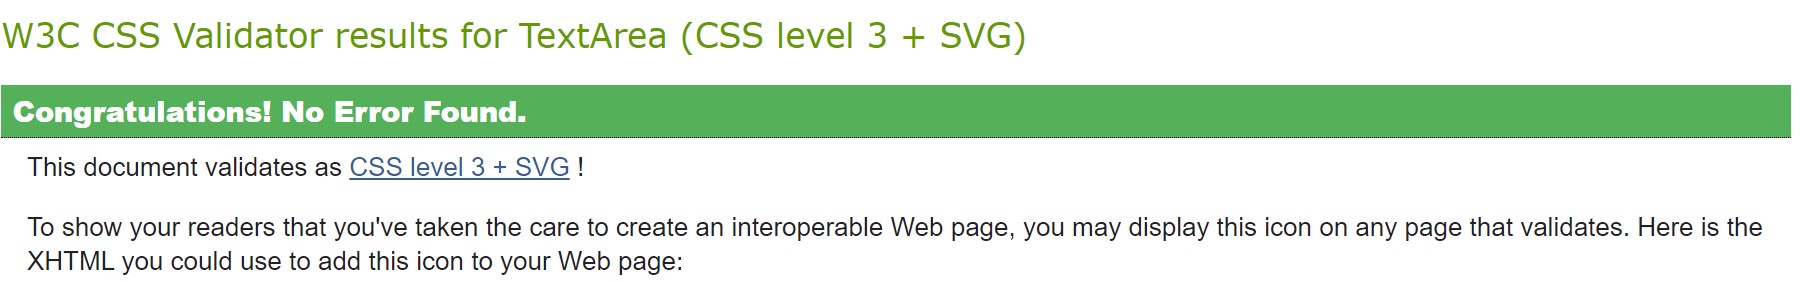 W3C CSS Validator results for TextArea (CSS level 3 + SVG)
Congratulations! No Error Found.
This document validates as CSS level 3 + SVG !
To show your readers that you've taken the care to create an interoperable Web page, you may display this icon on any page that validates. Here is the
XHTML you could use to add this icon to your Web page: